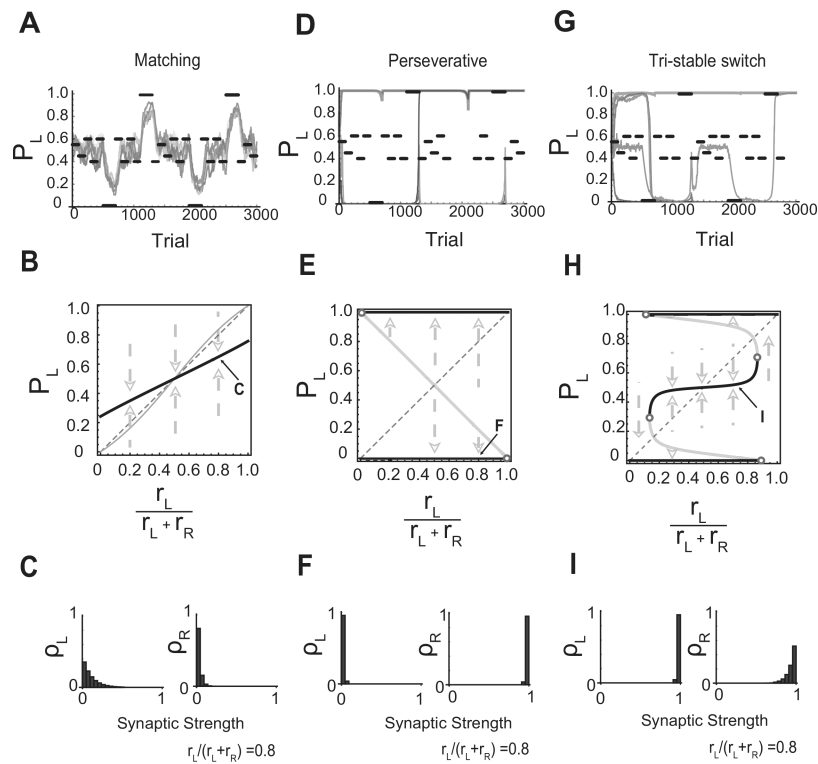 A
Matching
P_L
1.0
0.8
0.6
0.4
0.2
0
0 1000 2000 3000
Trial
D
Perseverative
P_L
1.0
0.8
0.6
0.4
0.2
0
0 1000 2000 3000
Trial
G
Tri-stable switch
P_L
1.0
0.8
0.6
0.4
0.2
0
0 1000 2000 3000
Trial
B
P_L
1.0
0.8
0.6
0.4
0.2
0
C
0 0.2 0.4 0.6 0.8 1.0
r_L
r_L + r_R
E
P_L
1.0
0.8
0.6
0.4
0.2
0
F
0 0.2 0.4 0.6 0.8 1.0
r_L
r_L + r_R
H
P_L
1.0
0.8
0.6
0.4
0.2
0
I
0.2 0.4 0.6 0.8 1.0
r_L
r_L + r_R
C
ρ_L
1
0
0 1
ρ_R
1
0
0 1
Synaptic Strength
r_L/(r_L+r_R) =0.8
F
ρ_L
1
0
0 1
ρ_R
1
0
0 1
Synaptic Strength
r_L/(r_L+r_R) =0.8
I
ρ_L
1
0
0 1
ρ_R
1
0
0 1
Synaptic Strength
r_L/(r_L+r_R) =0.8